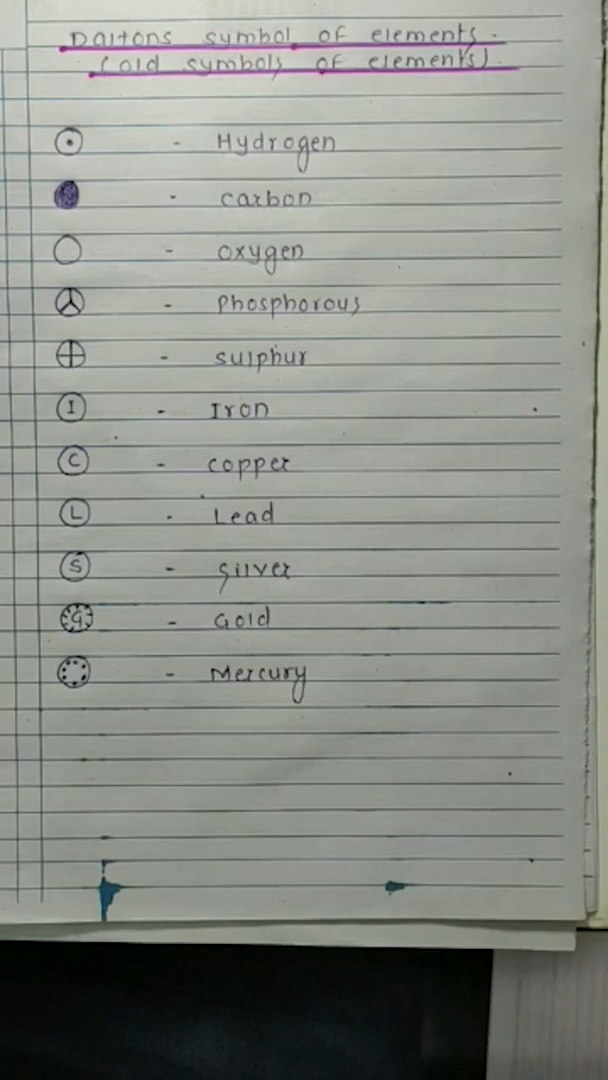 Daltons symbol of elements.
(old symbols of elements)
- Hydrogen
- carbon
- oxygen
- Phosphorous
- sulphur
I - Iron
C - copper
L - Lead
S - silver
G - Gold
- Mercury